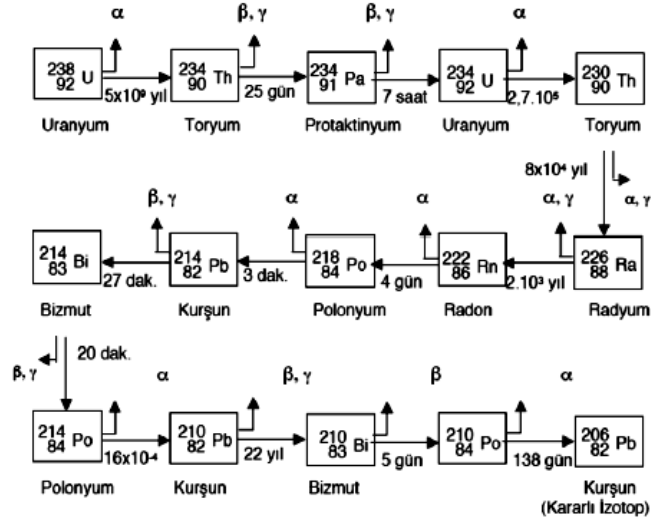 α β, γ β, γ α
238 92 U 234 90 Th 234 91 Pa 234 92 U 230 90 Th
5x10⁹ yıl 25 gün 7 saat 2,7.10⁵
Uranyum Toryum Protaktinyum Uranyum Toryum
8x10⁴ yıl α, γ
β, γ α α α, γ
214 83 Bi 214 82 Pb 218 84 Po 222 86 Rn 226 88 Ra
27 dak. 3 dak. 4 gün 2.10³ yıl
Bizmut Kurşun Polonyum Radon Radyum
β, γ 20 dak.
α β, γ β α
214 84 Po 210 82 Pb 210 83 Bi 210 84 Po 206 82 Pb
16x10⁻⁴ 22 yıl 5 gün 138 gün
Polonyum Kurşun Bizmut Kurşun
(Kararlı İzotop)